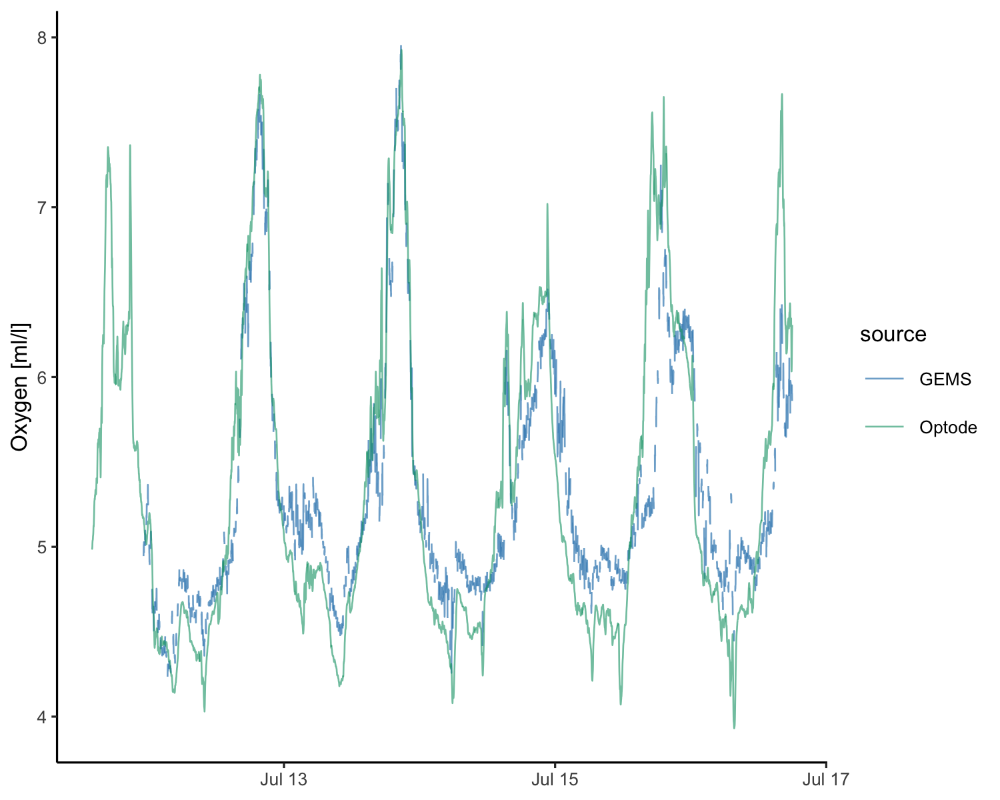 8
7
6
5
4
Oxygen [ml/l]
Jul 13
Jul 15
Jul 17
source
GEMS
Optode